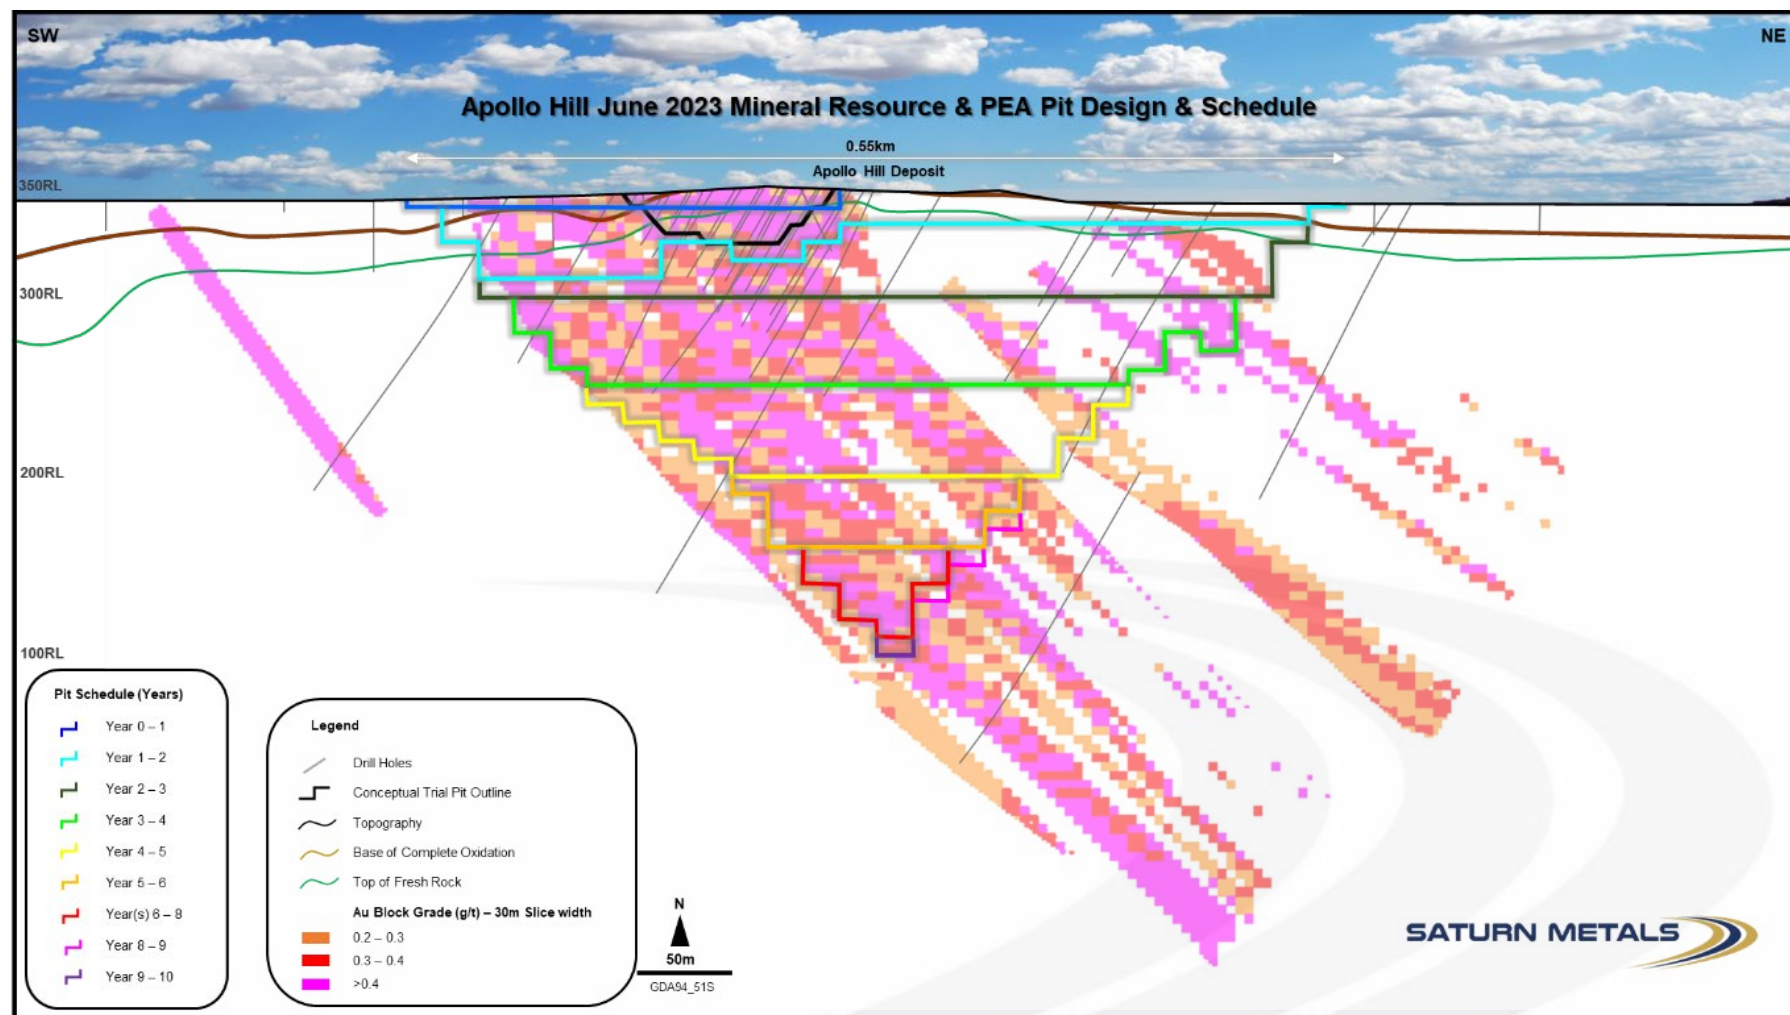 SW
NE
Apollo Hill June 2023 Mineral Resource & PEA Pit Design & Schedule
0.55km
Apollo Hill Deposit
350RL
300RL
200RL
100RL
Pit Schedule (Years)
Year 0 – 1
Year 1 – 2
Year 2 – 3
Year 3 – 4
Year 4 – 5
Year 5 – 6
Year(s) 6 – 8
Year 8 – 9
Year 9 – 10
Legend
Drill Holes
Conceptual Trial Pit Outline
Topography
Base of Complete Oxidation
Top of Fresh Rock
Au Block Grade (g/t) – 30m Slice width
0.2 – 0.3
0.3 – 0.4
>0.4
N
50m
GDA94_51S
SATURN METALS